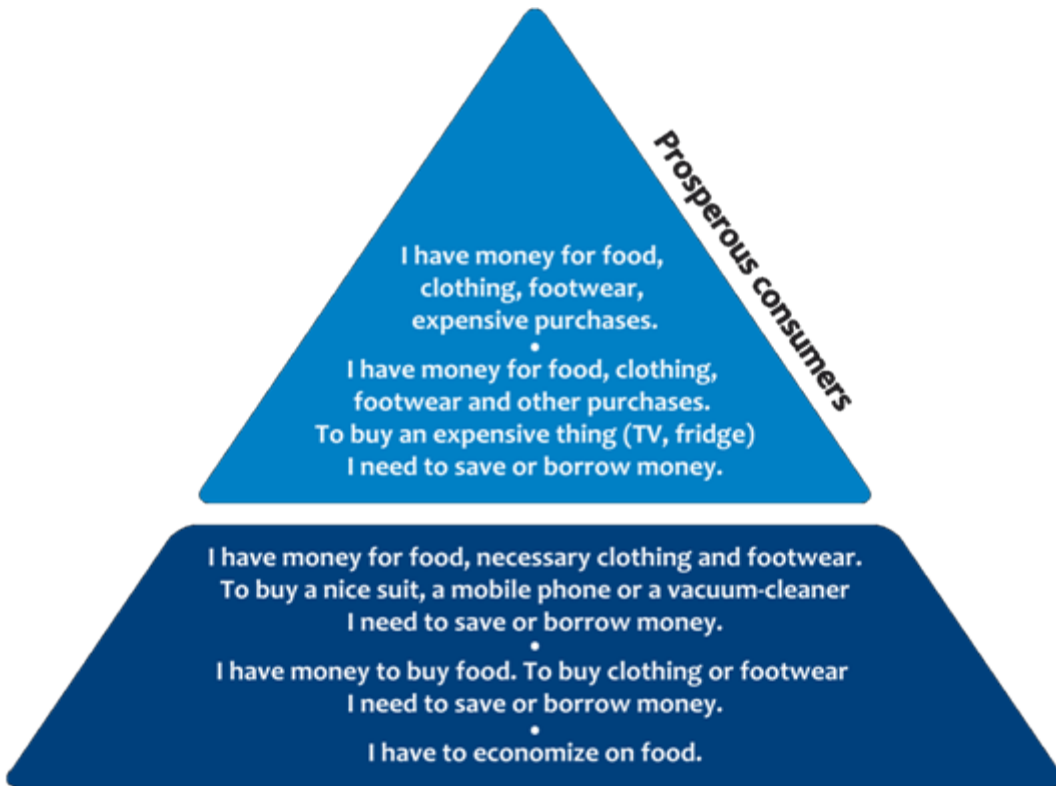 Prosperous consumers
I have money for food,
clothing, footwear,
expensive purchases.
•
I have money for food, clothing,
footwear and other purchases.
To buy an expensive thing (TV, fridge)
I need to save or borrow money.
I have money for food, necessary clothing and footwear.
To buy a nice suit, a mobile phone or a vacuum-cleaner
I need to save or borrow money.
•
I have money to buy food. To buy clothing or footwear
I need to save or borrow money.
•
I have to economize on food.